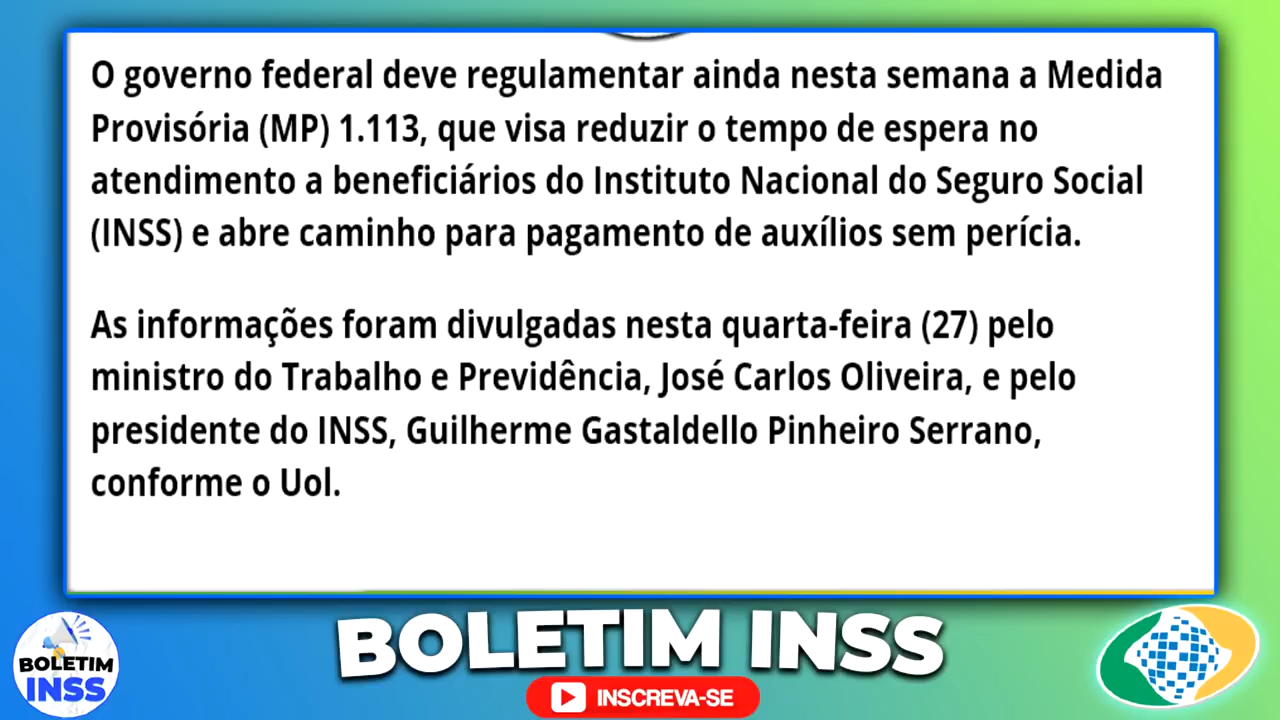 O governo federal deve regulamentar ainda nesta semana a Medida
Provisória (MP) 1.113, que visa reduzir o tempo de espera no
atendimento a beneficiários do Instituto Nacional do Seguro Social
(INSS) e abre caminho para pagamento de auxílios sem perícia.
As informações foram divulgadas nesta quarta-feira (27) pelo
ministro do Trabalho e Previdência, José Carlos Oliveira, e pelo
presidente do INSS, Guilherme Gastaldello Pinheiro Serrano,
conforme o Uol.
BOLETIM
INSS
BOLETIM INSS
INSCREVA-SE